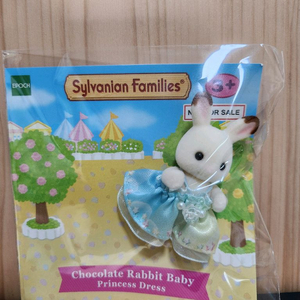 EPOCH
Sylvanian Families®
3+
NOT FOR SALE
Chocolate Rabbit Baby
Princess Dress